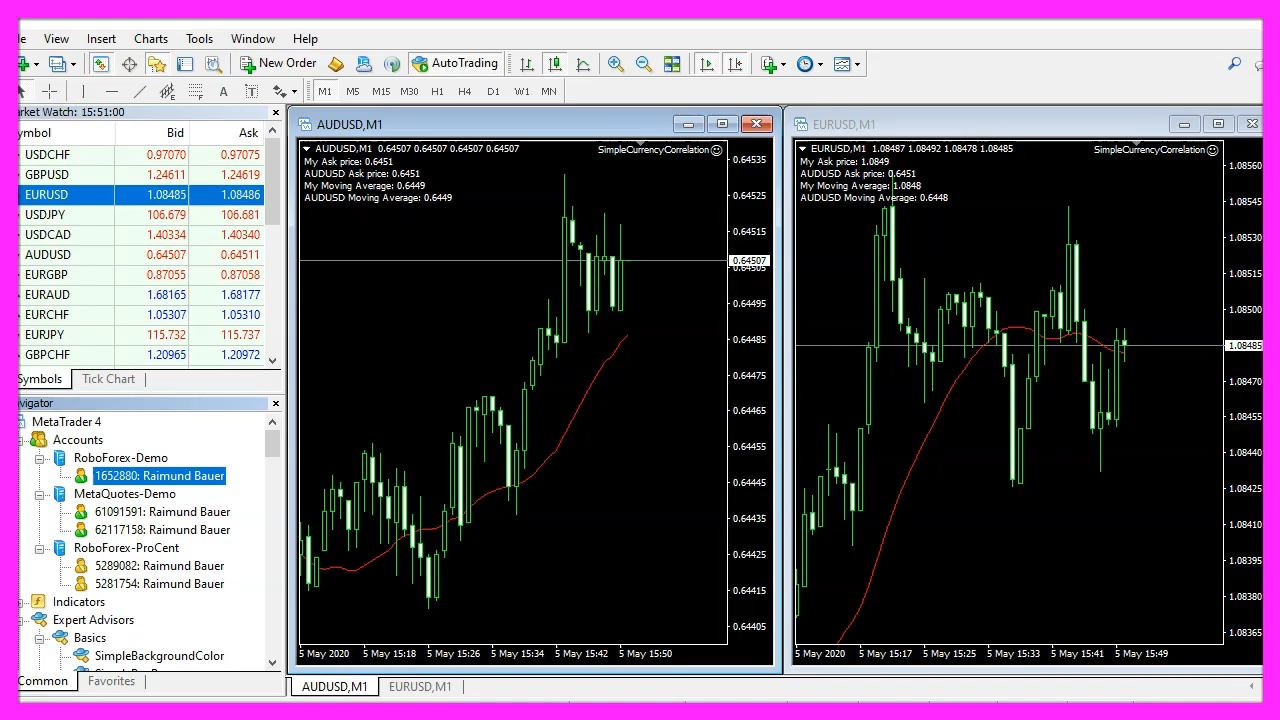 le View Insert Charts Tools Window Help
New Order AutoTrading
A T M1 M5 M15 M30 H1 H4 D1 W1 MN
arket Watch: 15:51:00
ymbol Bid Ask
USDCHF 0.97070 0.97075
GBPUSD 1.24611 1.24619
EURUSD 1.08485 1.08486
USDJPY 106.679 106.681
USDCAD 1.40334 1.40340
AUDUSD 0.64507 0.64511
EURGBP 0.87055 0.87058
EURAUD 1.68165 1.68177
EURCHF 1.05307 1.05310
EURJPY 115.732 115.737
GBPCHF 1.20965 1.20972
Symbols Tick Chart
avigator
MetaTrader 4
Accounts
RoboForex-Demo
1652880: Raimund Bauer
MetaQuotes-Demo
61091591: Raimund Bauer
62117158: Raimund Bauer
RoboForex-ProCent
5289082: Raimund Bauer
5281754: Raimund Bauer
Indicators
Expert Advisors
Basics
SimpleBackgroundColor
Common Favorites
AUDUSD,M1
AUDUSD,M1 0.64507 0.64507 0.64507 0.64507
SimpleCurrencyCorrelation
My Ask price: 0.6451
AUDUSD Ask price: 0.6451
My Moving Average: 0.6449
AUDUSD Moving Average: 0.6449
0.64535
0.64525
0.64515
0.64507
0.64505
0.64495
0.64485
0.64475
0.64465
0.64455
0.64445
0.64435
0.64425
0.64415
0.64405
5 May 2020 5 May 15:18 5 May 15:26 5 May 15:34 5 May 15:42 5 May 15:50
EURUSD,M1
EURUSD,M1 1.08487 1.08492 1.08478 1.08485
SimpleCurrencyCorrelation
My Ask price: 1.0849
AUDUSD Ask price: 0.6451
My Moving Average: 1.0848
AUDUSD Moving Average: 0.6448
1.08560
1.08545
1.08530
1.08515
1.08500
1.08485
1.08470
1.08455
1.08440
1.08425
1.08410
1.08395
1.08380
1.08365
5 May 2020 5 May 15:17 5 May 15:25 5 May 15:33 5 May 15:41 5 May 15:49
AUDUSD,M1 EURUSD,M1